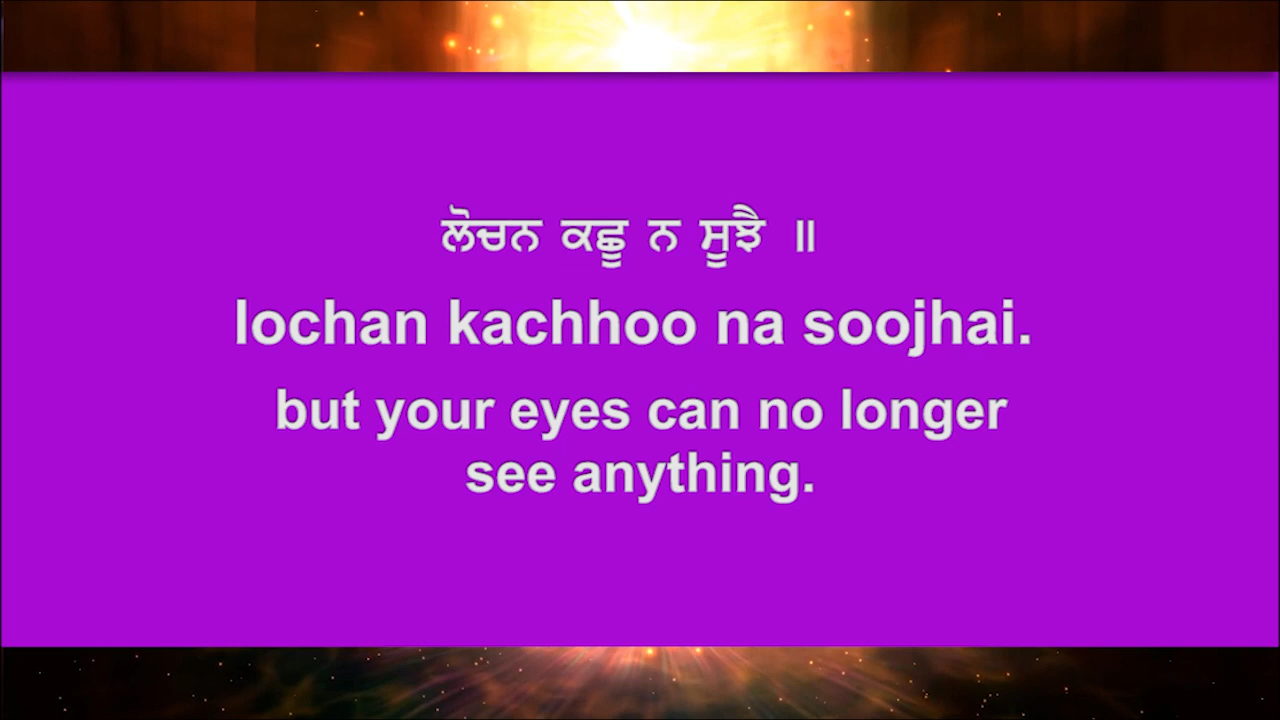 ਲੋਚਨ ਕਛੂ ਨ ਸੂਝੈ ॥
lochan kachhoo na soojhai.
but your eyes can no longer
see anything.